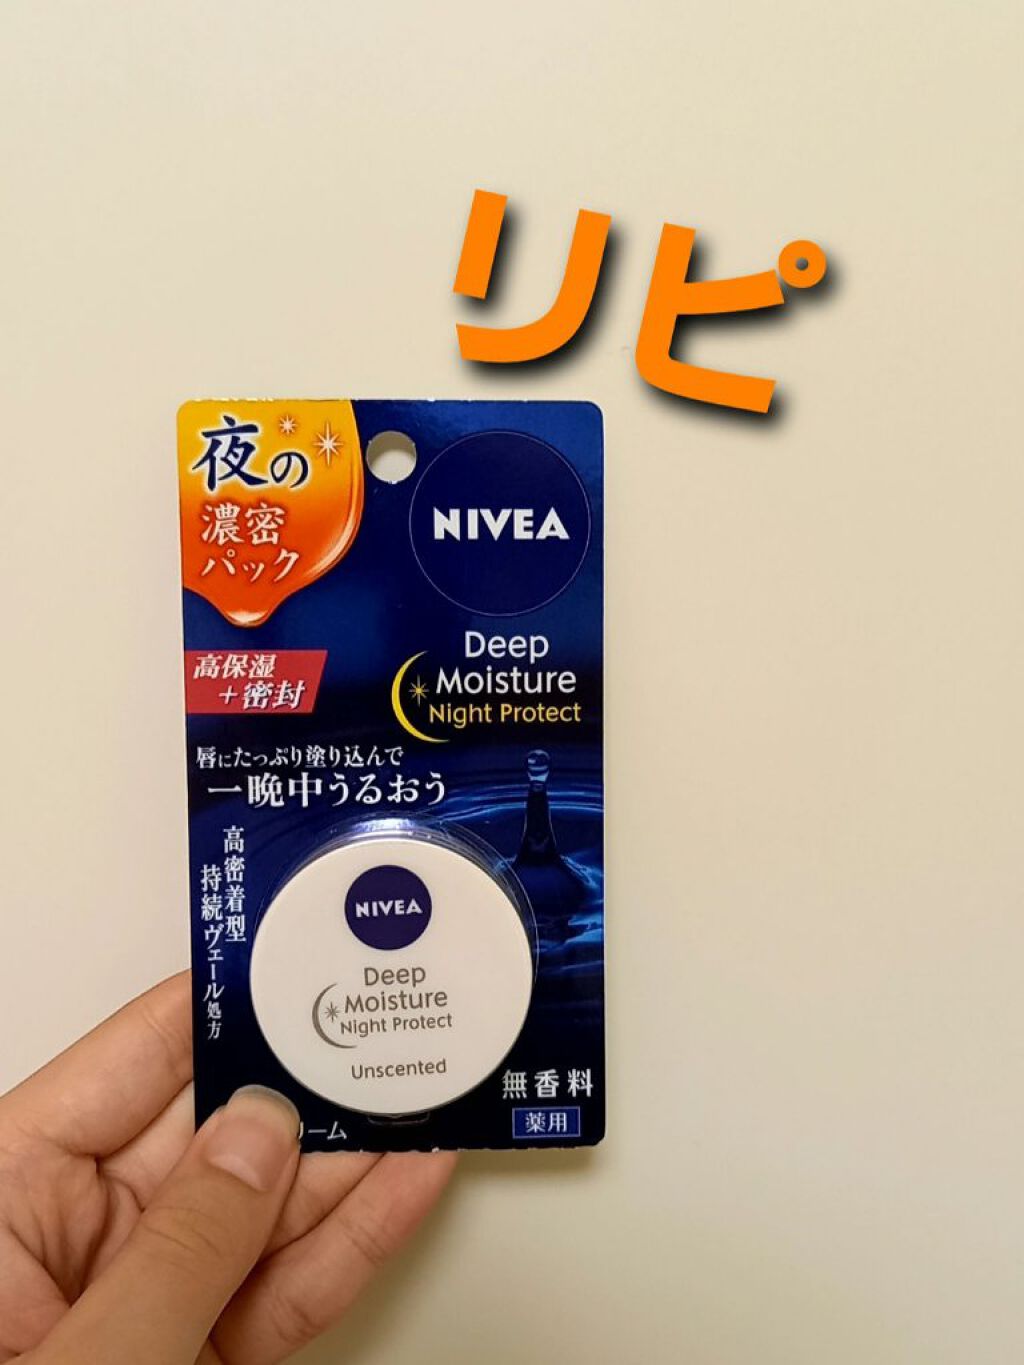 リピ
夜の
濃密
パック
NIVEA
Deep
Moisture
Night Protect
高保湿
+密封
唇にたっぷり塗り込んで
一晩中うるおう
高密着型
持続ヴェール処方
NIVEA
Deep
Moisture
Night Protect
Unscented
無香料
薬用
リーム